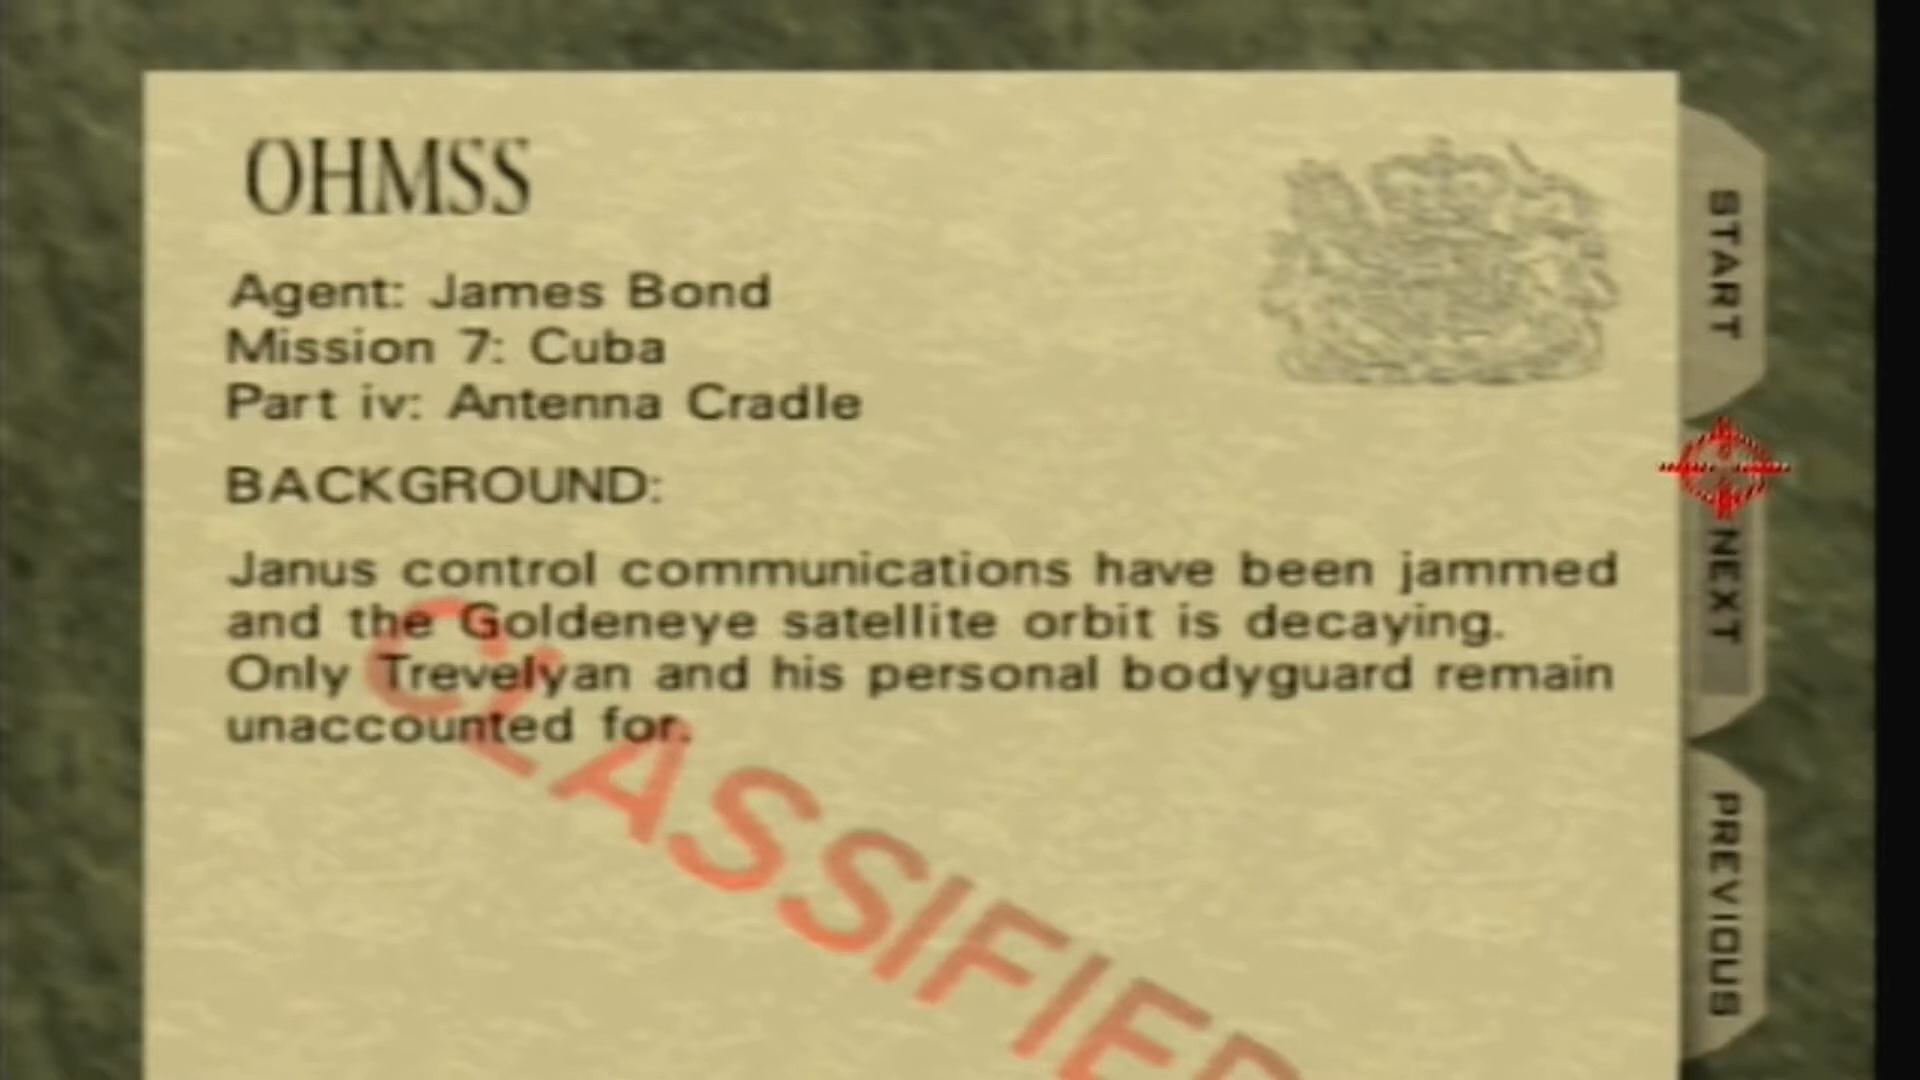 OHMSS
Agent: James Bond
Mission 7: Cuba
Part iv: Antenna Cradle
BACKGROUND:
Janus control communications have been jammed
and the Goldeneye satellite orbit is decaying.
Only Trevelyan and his personal bodyguard remain
unaccounted for.
CLASSIFIED
START
NEXT
PREVIOUS